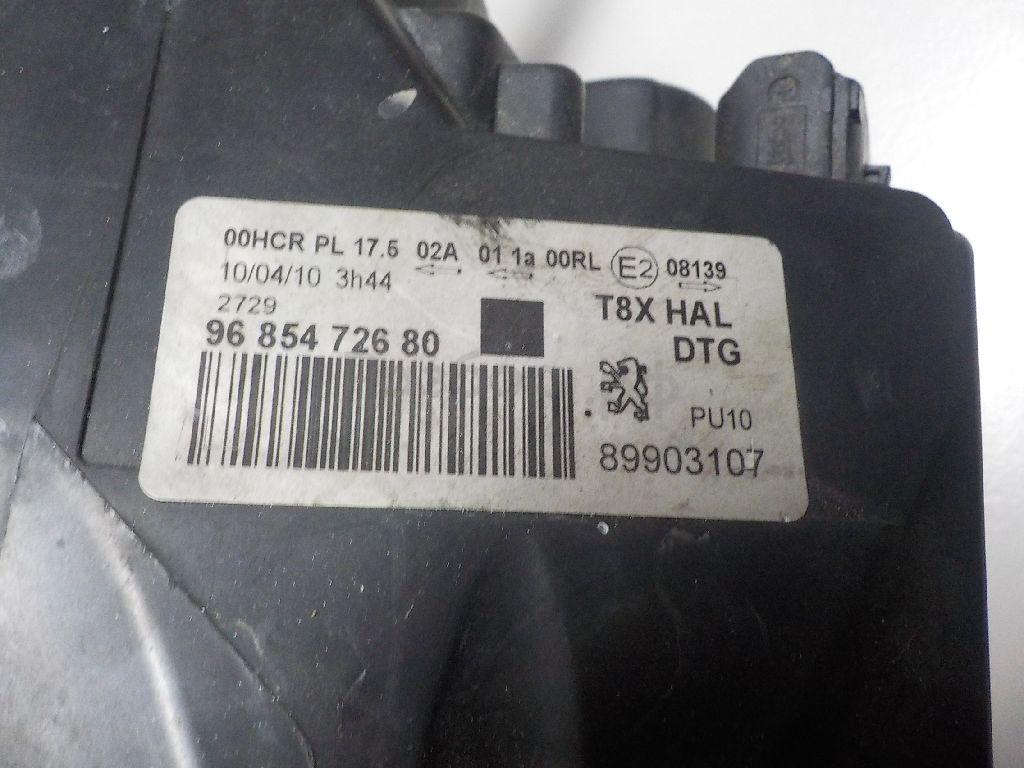 00HCR PL 17.5 02A 01 1a 00RL E2 08139
10/04/10 3h44
2729
96 854 726 80
T8X HAL
DTG
PU10
89903107